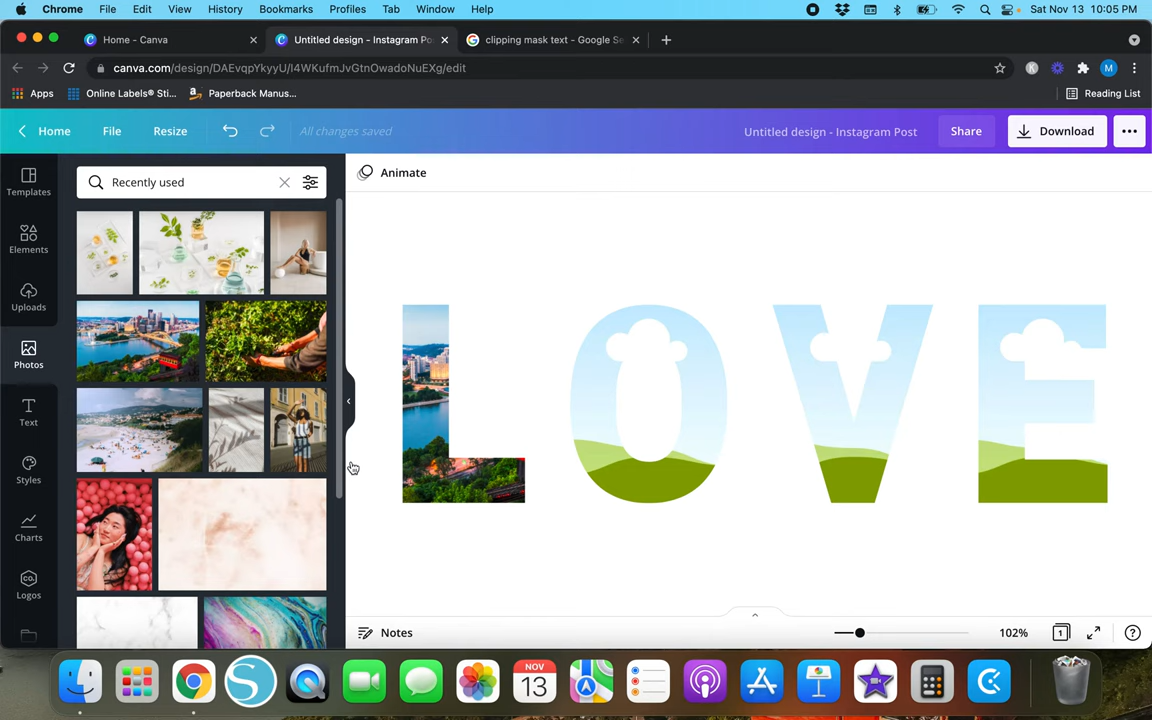 Chrome File Edit View History Bookmarks Profiles Tab Window Help Sat Nov 13 10:05 PM
Home - Canva Untitled design - Instagram Po clipping mask text - Google Se
canva.com/design/DAEvqpYkyyU/I4WKufmJvGtnOwadoNuEXg/edit K M
Apps Online Labels® Sti... Paperback Manus... Reading List
Home File Resize All changes saved Untitled design - Instagram Post Share Download
Templates
Elements
Uploads
Photos
Text
Styles
Charts
Logos
Recently used
Animate
LOVE
Notes 102% 1 ?
NOV
13